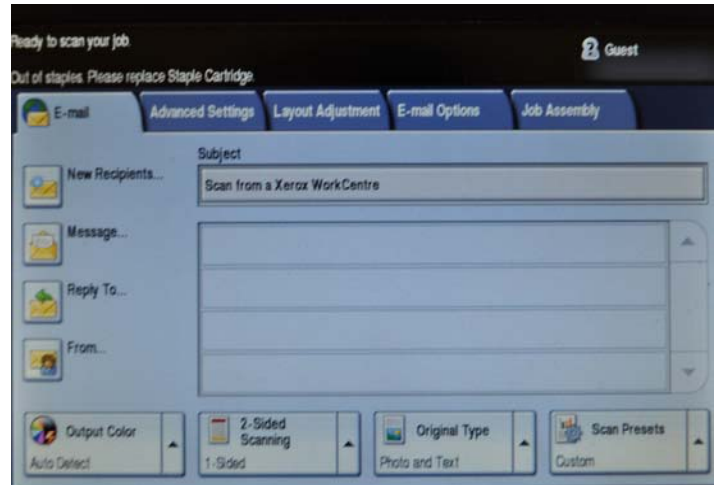 Ready to scan your job.
Guest
Out of staples. Please replace Staple Cartridge.
E-mail
Advanced Settings
Layout Adjustment
E-mail Options
Job Assembly
Subject
New Recipients...
Scan from a Xerox WorkCentre
Message...
Reply To...
From...
Output Color
Auto Detect
2-Sided
Scanning
1-Sided
Original Type
Photo and Text
Scan Presets
Custom